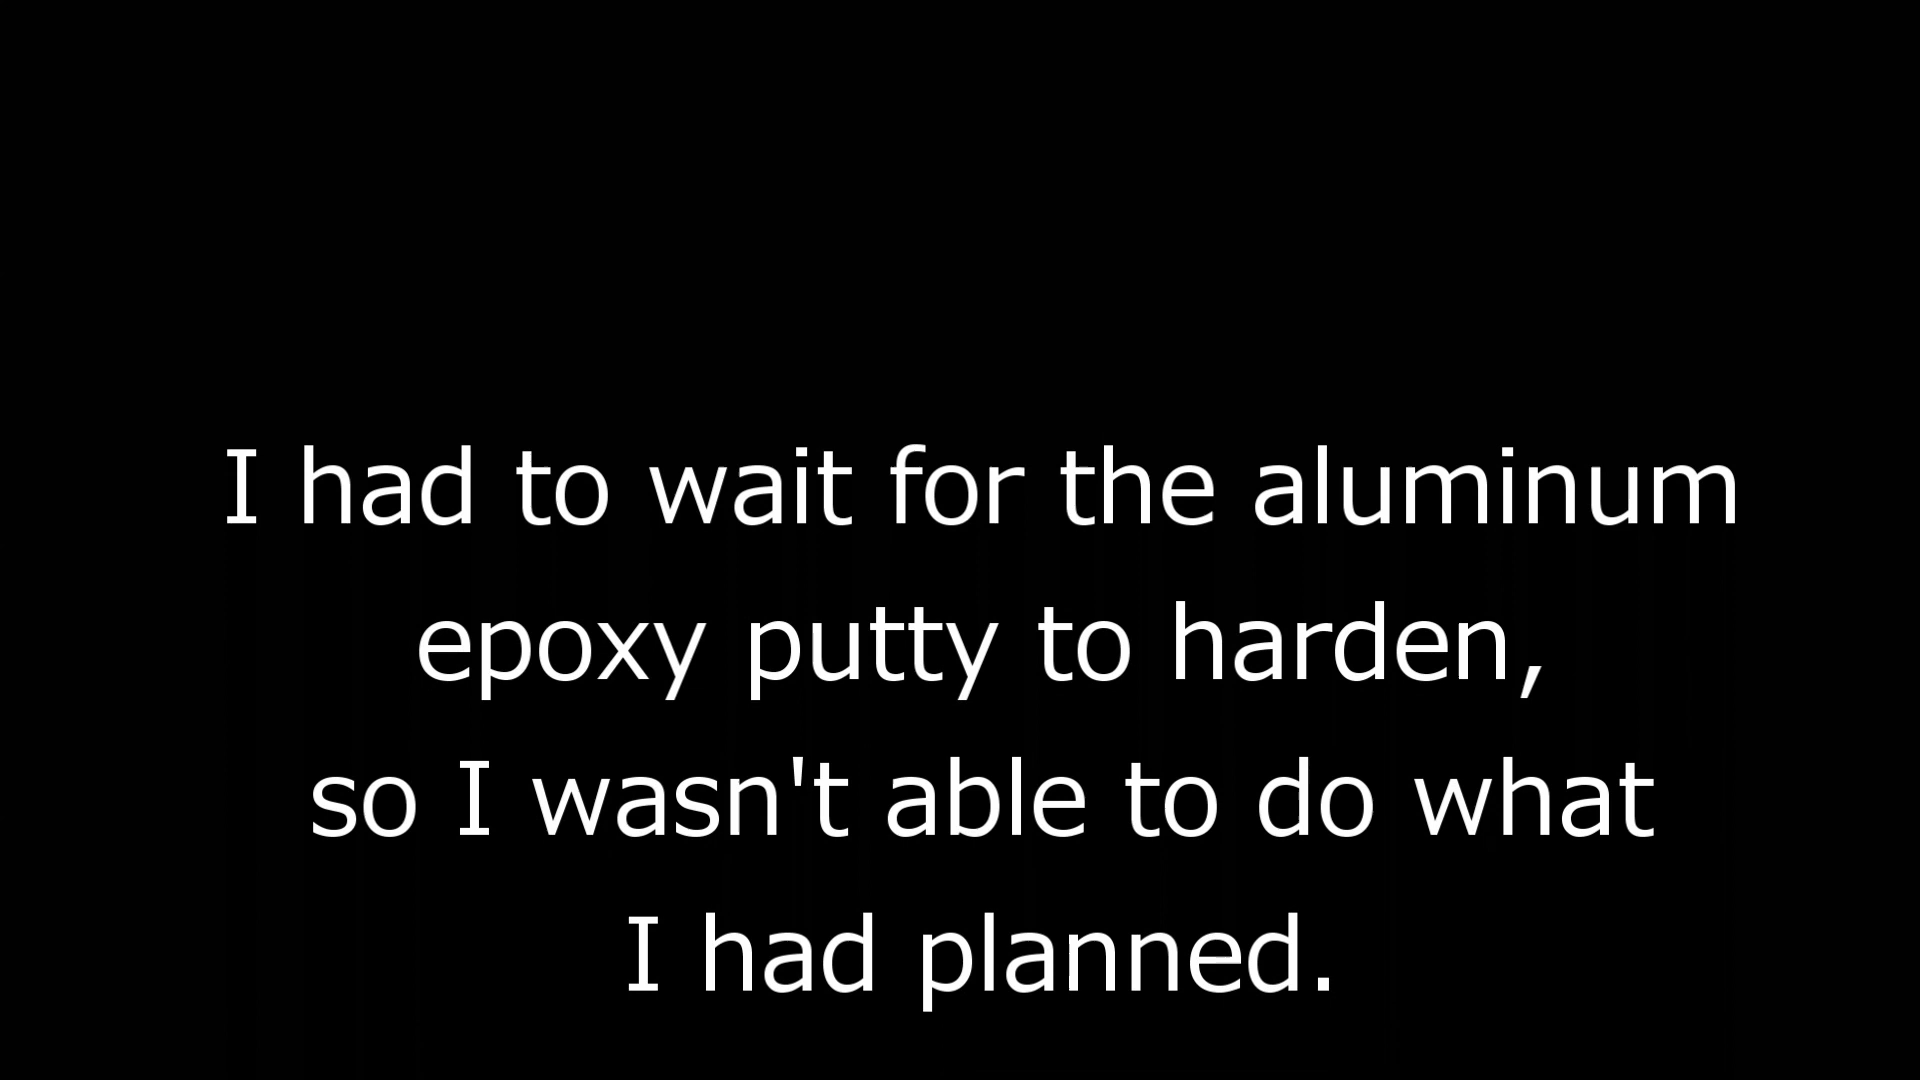 I had to wait for the aluminum
epoxy putty to harden,
so I wasn't able to do what
I had planned.